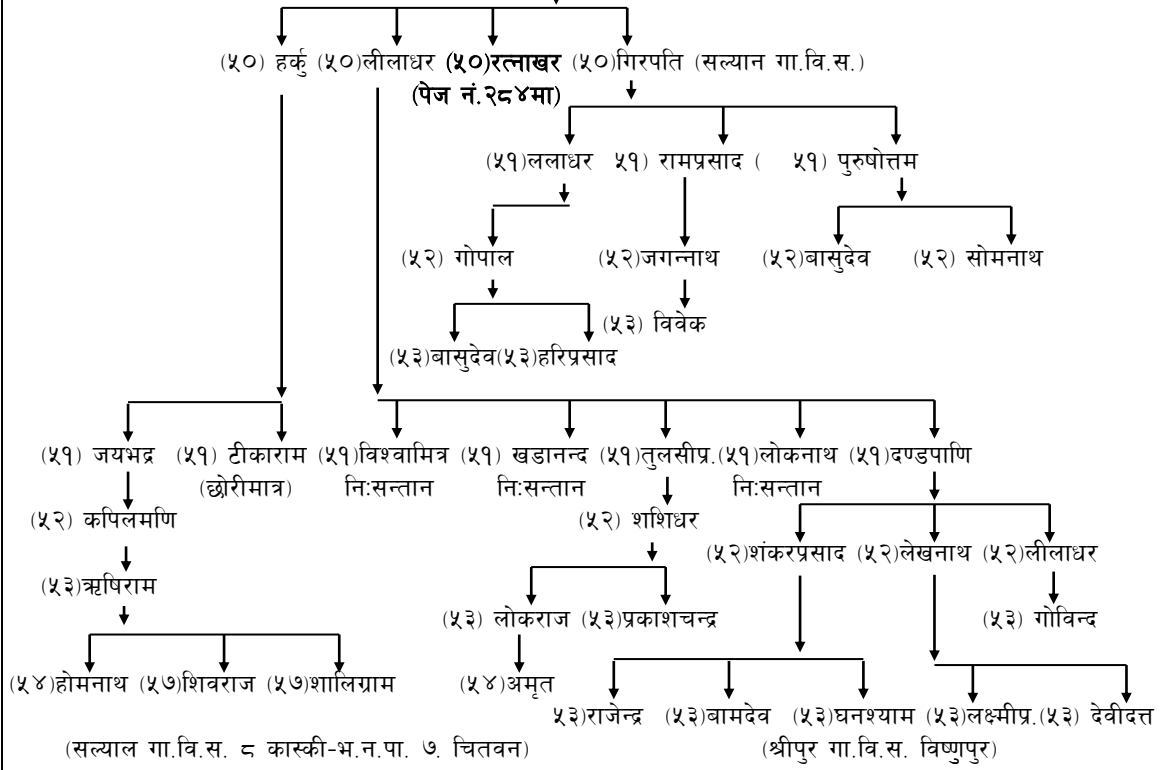 (५०) हर्कु (५०)लीलाधर (५०)रत्नाखर (५०)गिरपति (सल्यान गा.वि.स.)
(पेज नं.२८४मा)
(५१)ललाधर ५१) रामप्रसाद ( ५१) पुरुषोत्तम
(५२) गोपाल (५२)जगन्नाथ (५२)बासुदेव (५२) सोमनाथ
(५३) विवेक
(५३)बासुदेव(५३)हरिप्रसाद
(५१) जयभद्र (५१) टीकाराम (५१)विश्वामित्र (५१) खडानन्द (५१)तुलसीप्र.(५१)लोकनाथ (५१)दण्डपाणि
(छोरीमात्र) नि:सन्तान नि:सन्तान नि:सन्तान
(५२) कपिलमणि (५२) शशिधर
(५२)शंकरप्रसाद (५२)लेखनाथ (५२)लीलाधर
(५३)ऋषिराम
(५३) लोकराज (५३)प्रकाशचन्द्र (५३) गोविन्द
(५४)होमनाथ (५७)शिवराज (५७)शालिग्राम (५४)अमृत
५३)राजेन्द्र (५३)बामदेव (५३)घनश्याम (५३)लक्ष्मीप्र.(५३) देवीदत्त
(सल्याल गा.वि.स. ८ कास्की-भ.न.पा. ७. चितवन) (श्रीपुर गा.वि.स. विष्णुपुर)